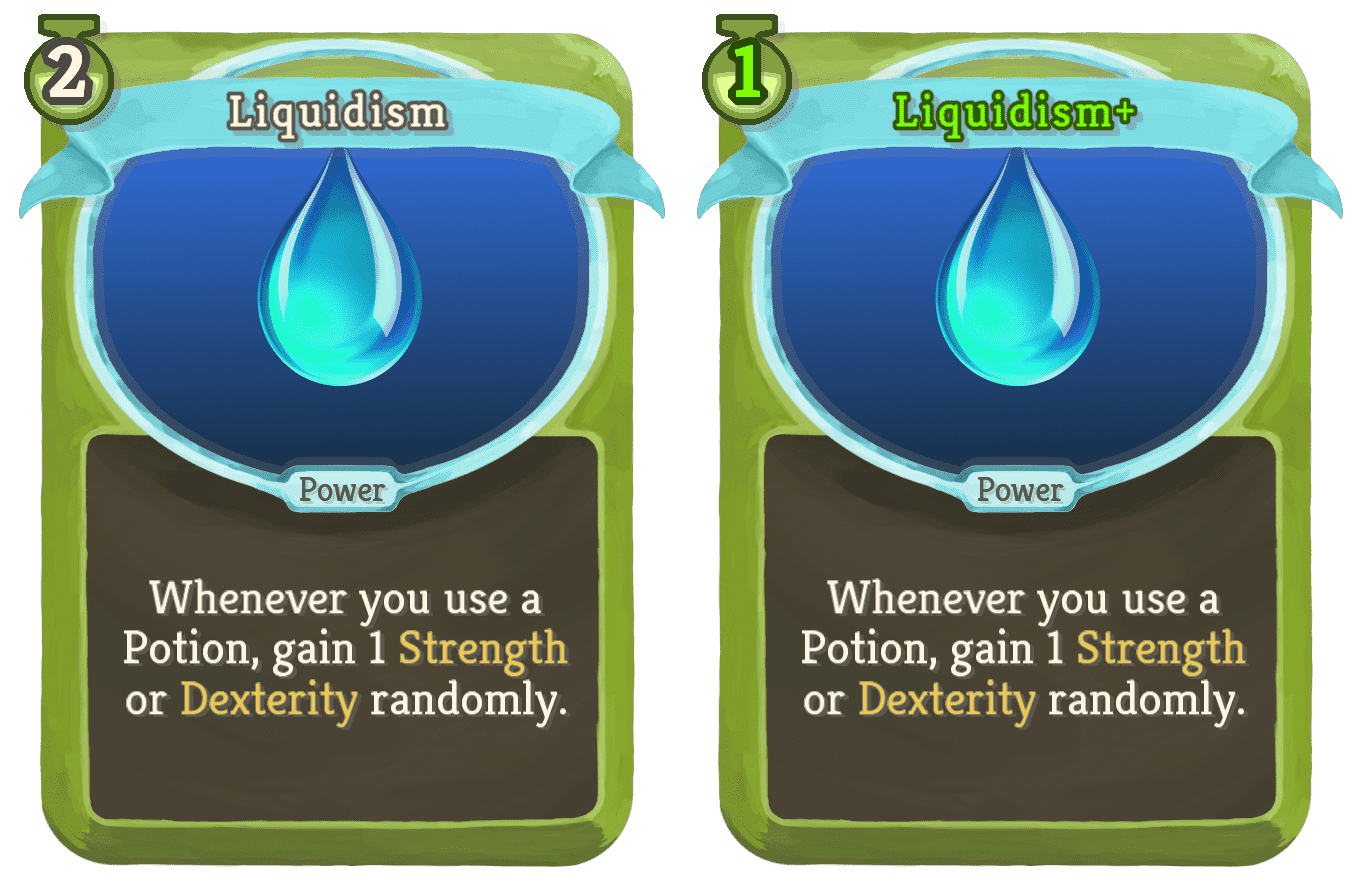 2
Liquidism
Power
Whenever you use a
Potion, gain 1 Strength
or Dexterity randomly.
1
Liquidism+
Power
Whenever you use a
Potion, gain 1 Strength
or Dexterity randomly.